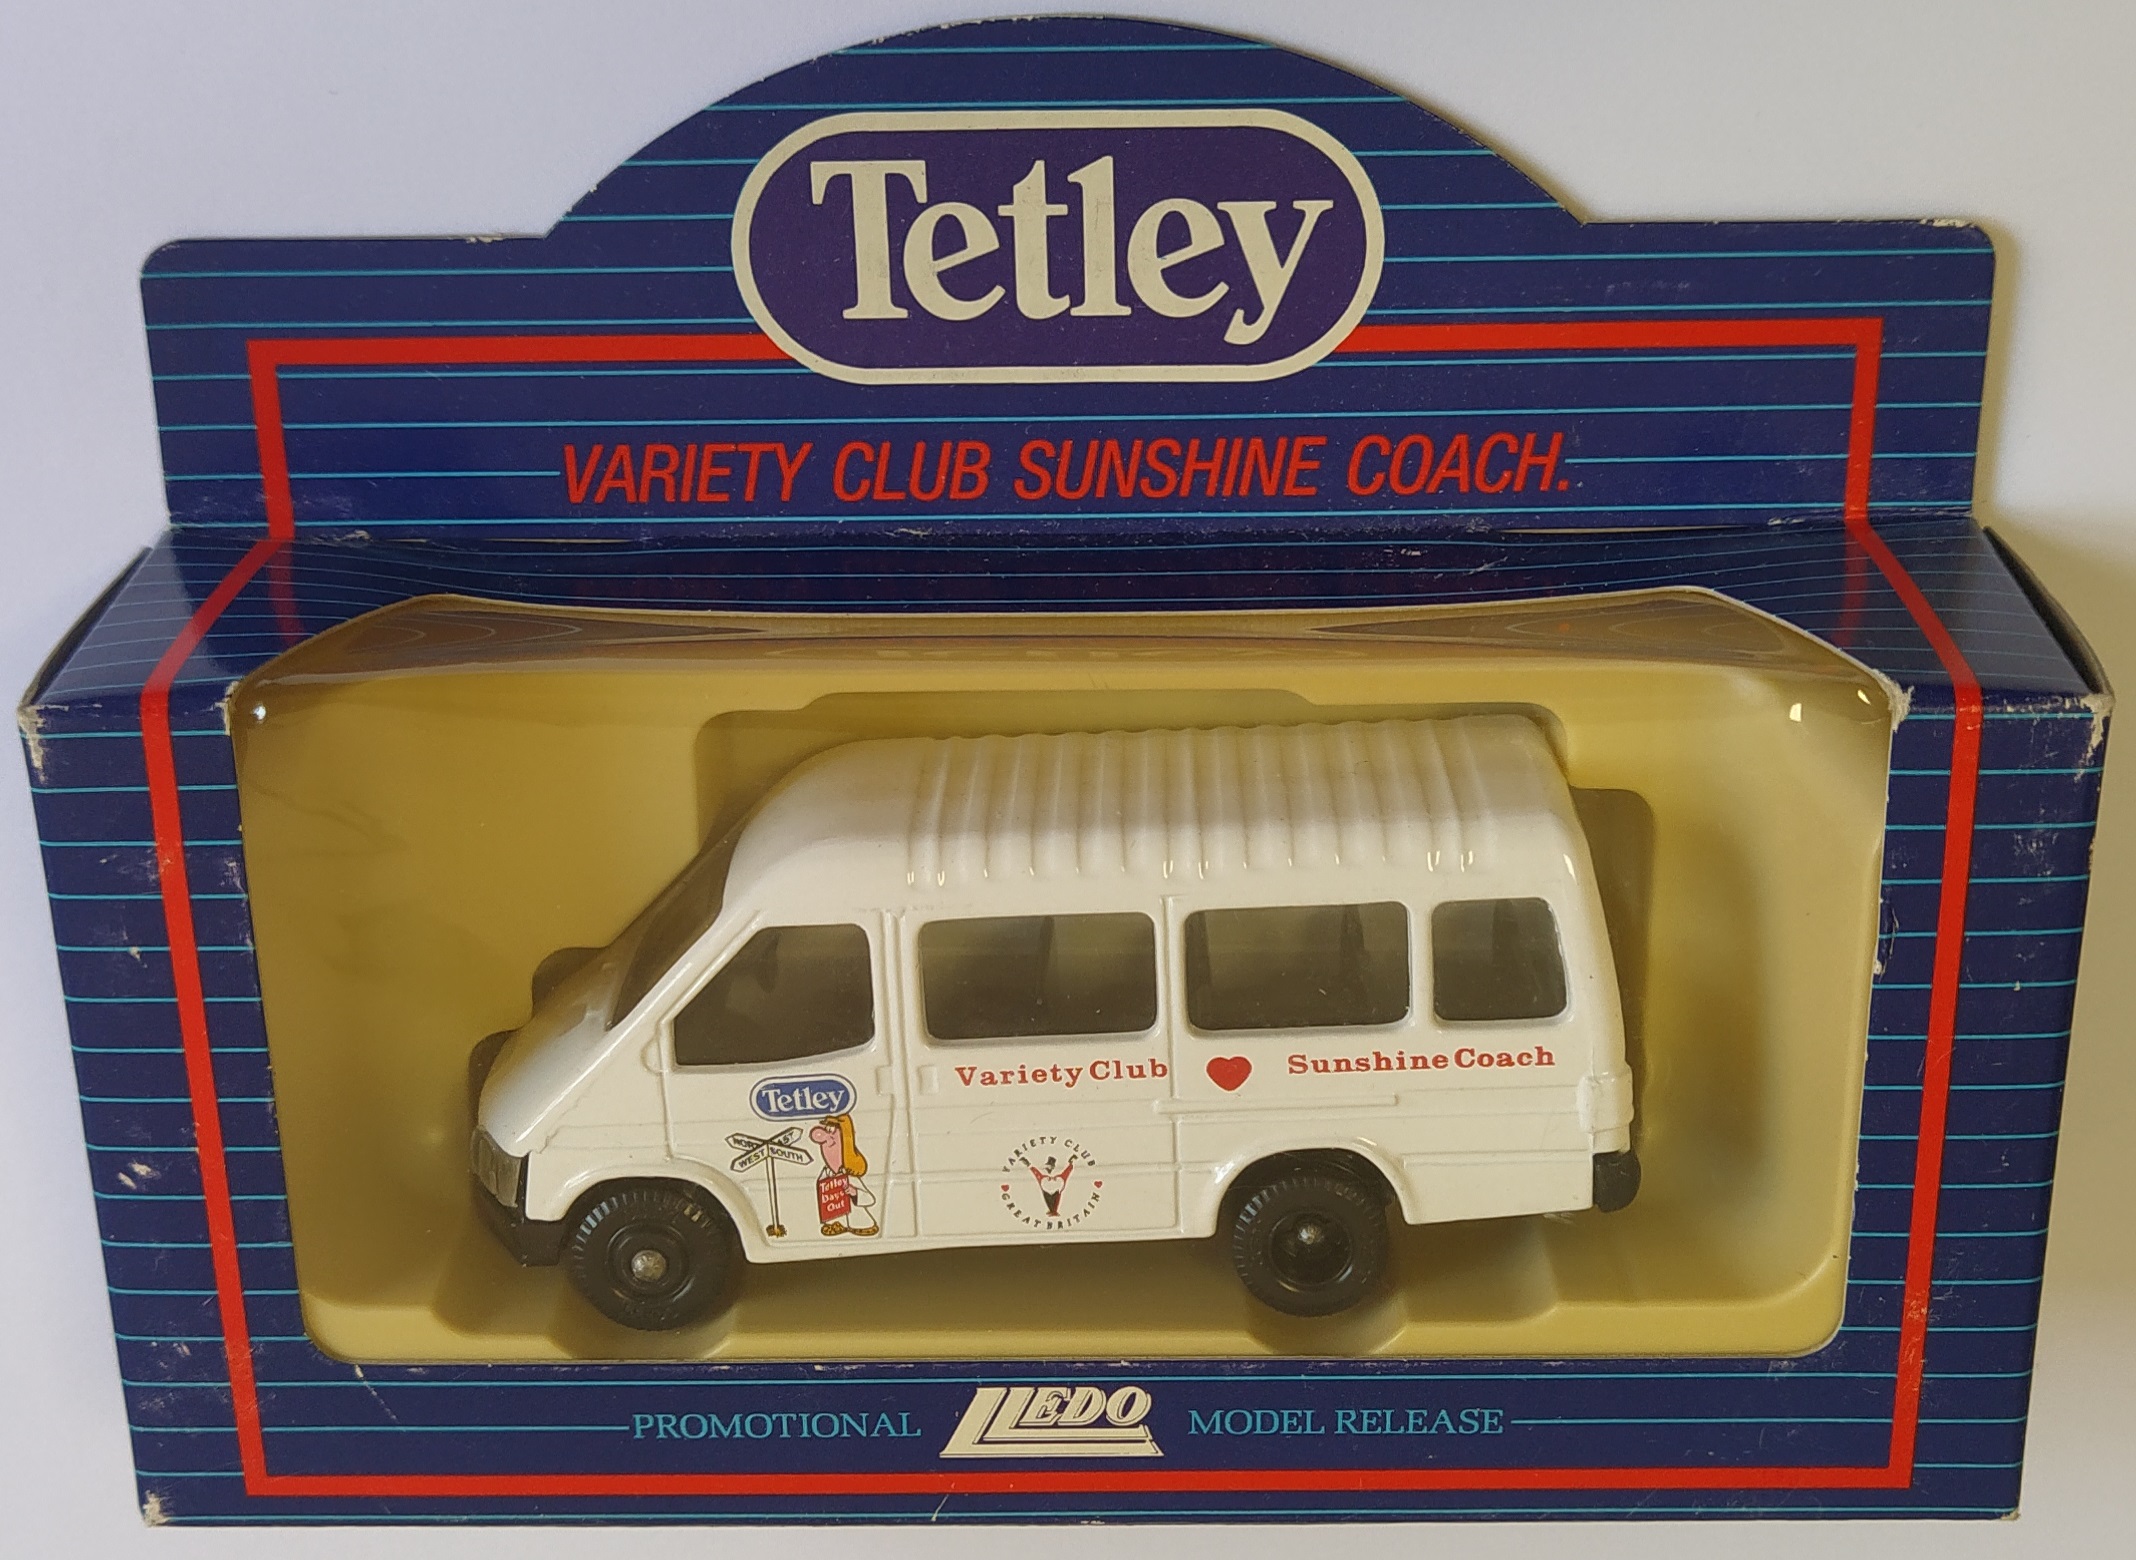 Tetley
VARIETY CLUB SUNSHINE COACH.
Variety Club Sunshine Coach
Tetley
WEST SOUTH
Tetley
Days
Out
VARIETY CLUB
GREAT BRITAIN
PROMOTIONAL LLEDO MODEL RELEASE